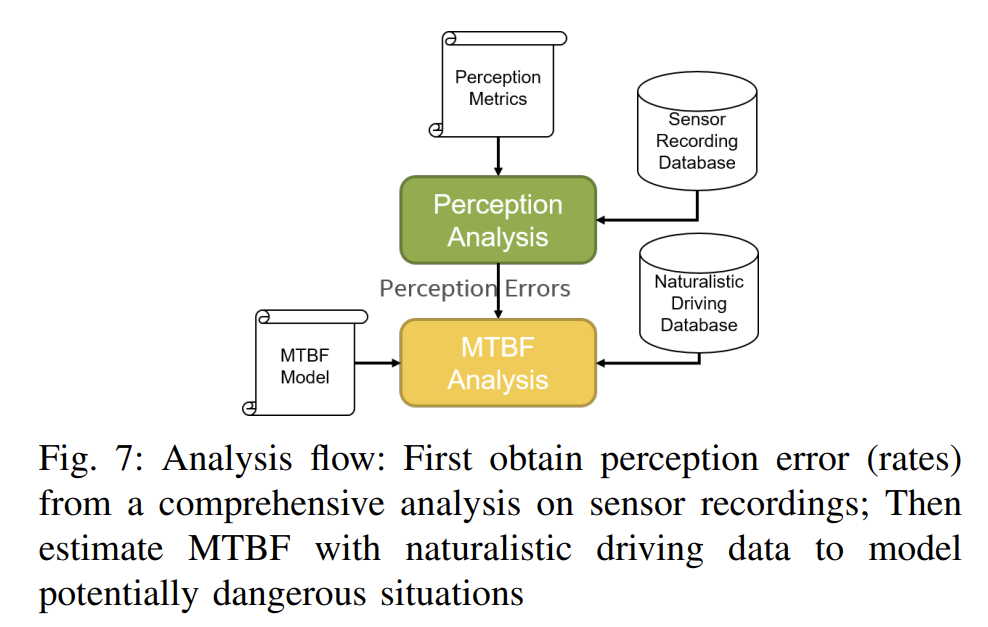 Perception
Metrics
Sensor
Recording
Database
Perception
Analysis
Perception Errors
Naturalistic
Driving
Database
MTBF
Model
MTBF
Analysis
Fig. 7: Analysis flow: First obtain perception error (rates)
from a comprehensive analysis on sensor recordings; Then
estimate MTBF with naturalistic driving data to model
potentially dangerous situations